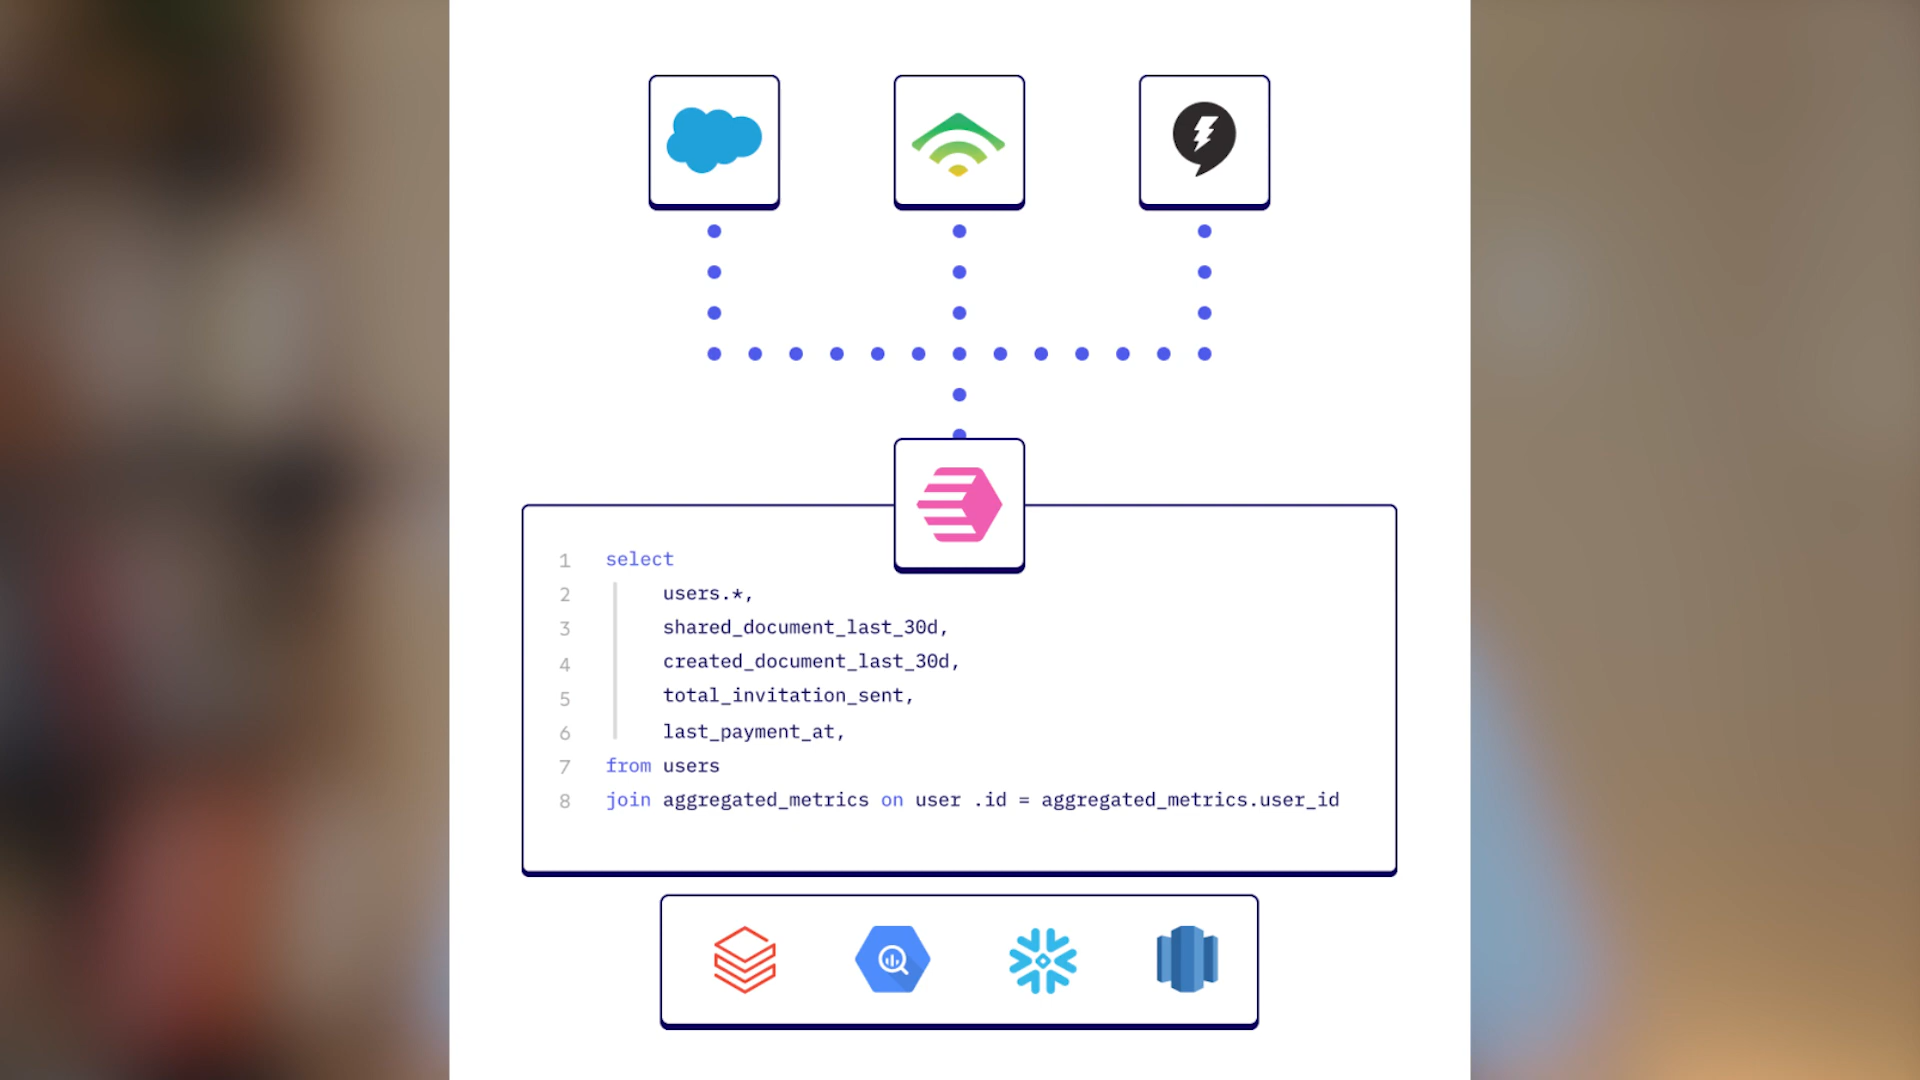 1 select
2 users.*,
3 shared_document_last_30d,
4 created_document_last_30d,
5 total_invitation_sent,
6 last_payment_at,
7 from users
8 join aggregated_metrics on user .id = aggregated_metrics.user_id